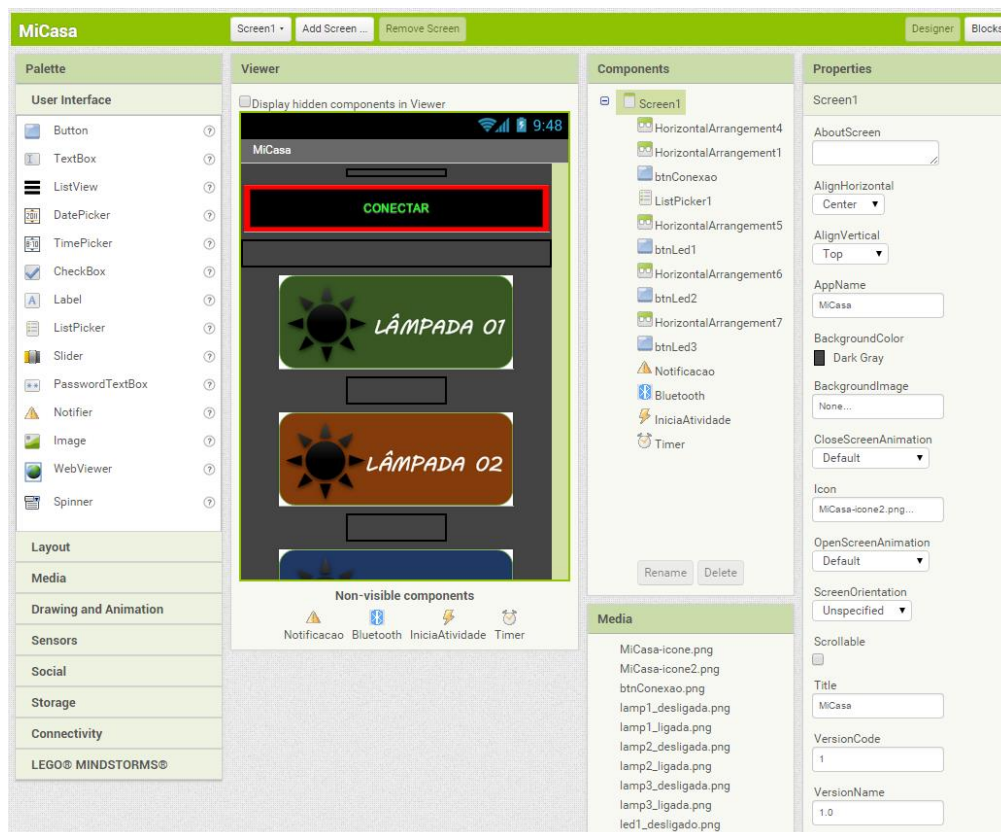 MiCasa
Screen1
Add Screen ...
Remove Screen
Designer
Blocks
Palette
User Interface
Button
TextBox
ListView
DatePicker
TimePicker
CheckBox
Label
ListPicker
Slider
PasswordTextBox
Notifier
Image
WebViewer
Spinner
Layout
Media
Drawing and Animation
Sensors
Social
Storage
Connectivity
LEGO® MINDSTORMS®
Viewer
Display hidden components in Viewer
9:48
MiCasa
CONECTAR
LÂMPADA 01
LÂMPADA 02
Non-visible components
Notificacao Bluetooth IniciaAtividade Timer
Components
Screen1
HorizontalArrangement4
HorizontalArrangement1
btnConexao
ListPicker1
HorizontalArrangement5
btnLed1
HorizontalArrangement6
btnLed2
HorizontalArrangement7
btnLed3
Notificacao
Bluetooth
IniciaAtividade
Timer
Rename
Delete
Media
MiCasa-icone.png
MiCasa-icone2.png
btnConexao.png
lamp1_desligada.png
lamp1_ligada.png
lamp2_desligada.png
lamp2_ligada.png
lamp3_desligada.png
lamp3_ligada.png
led1_desligado.png
Properties
Screen1
AboutScreen
AlignHorizontal
Center
AlignVertical
Top
AppName
MiCasa
BackgroundColor
Dark Gray
BackgroundImage
None...
CloseScreenAnimation
Default
Icon
MiCasa-icone2.png...
OpenScreenAnimation
Default
ScreenOrientation
Unspecified
Scrollable
Title
MiCasa
VersionCode
1
VersionName
1.0